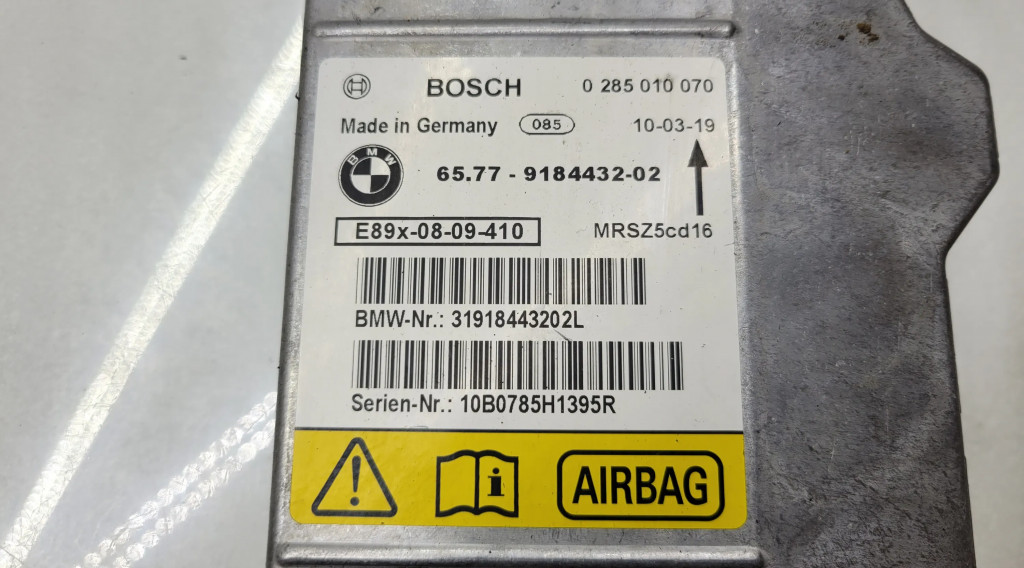 BOSCH 0 285 010 070
Made in Germany 085 10-03-19
BMW
65.77 - 9184432-02
E89x-08-09-410 MRSZ5cd16
BMW-Nr.: 31918443202L
Serien-Nr.: 10B0785H1395R
! i AIRBAG